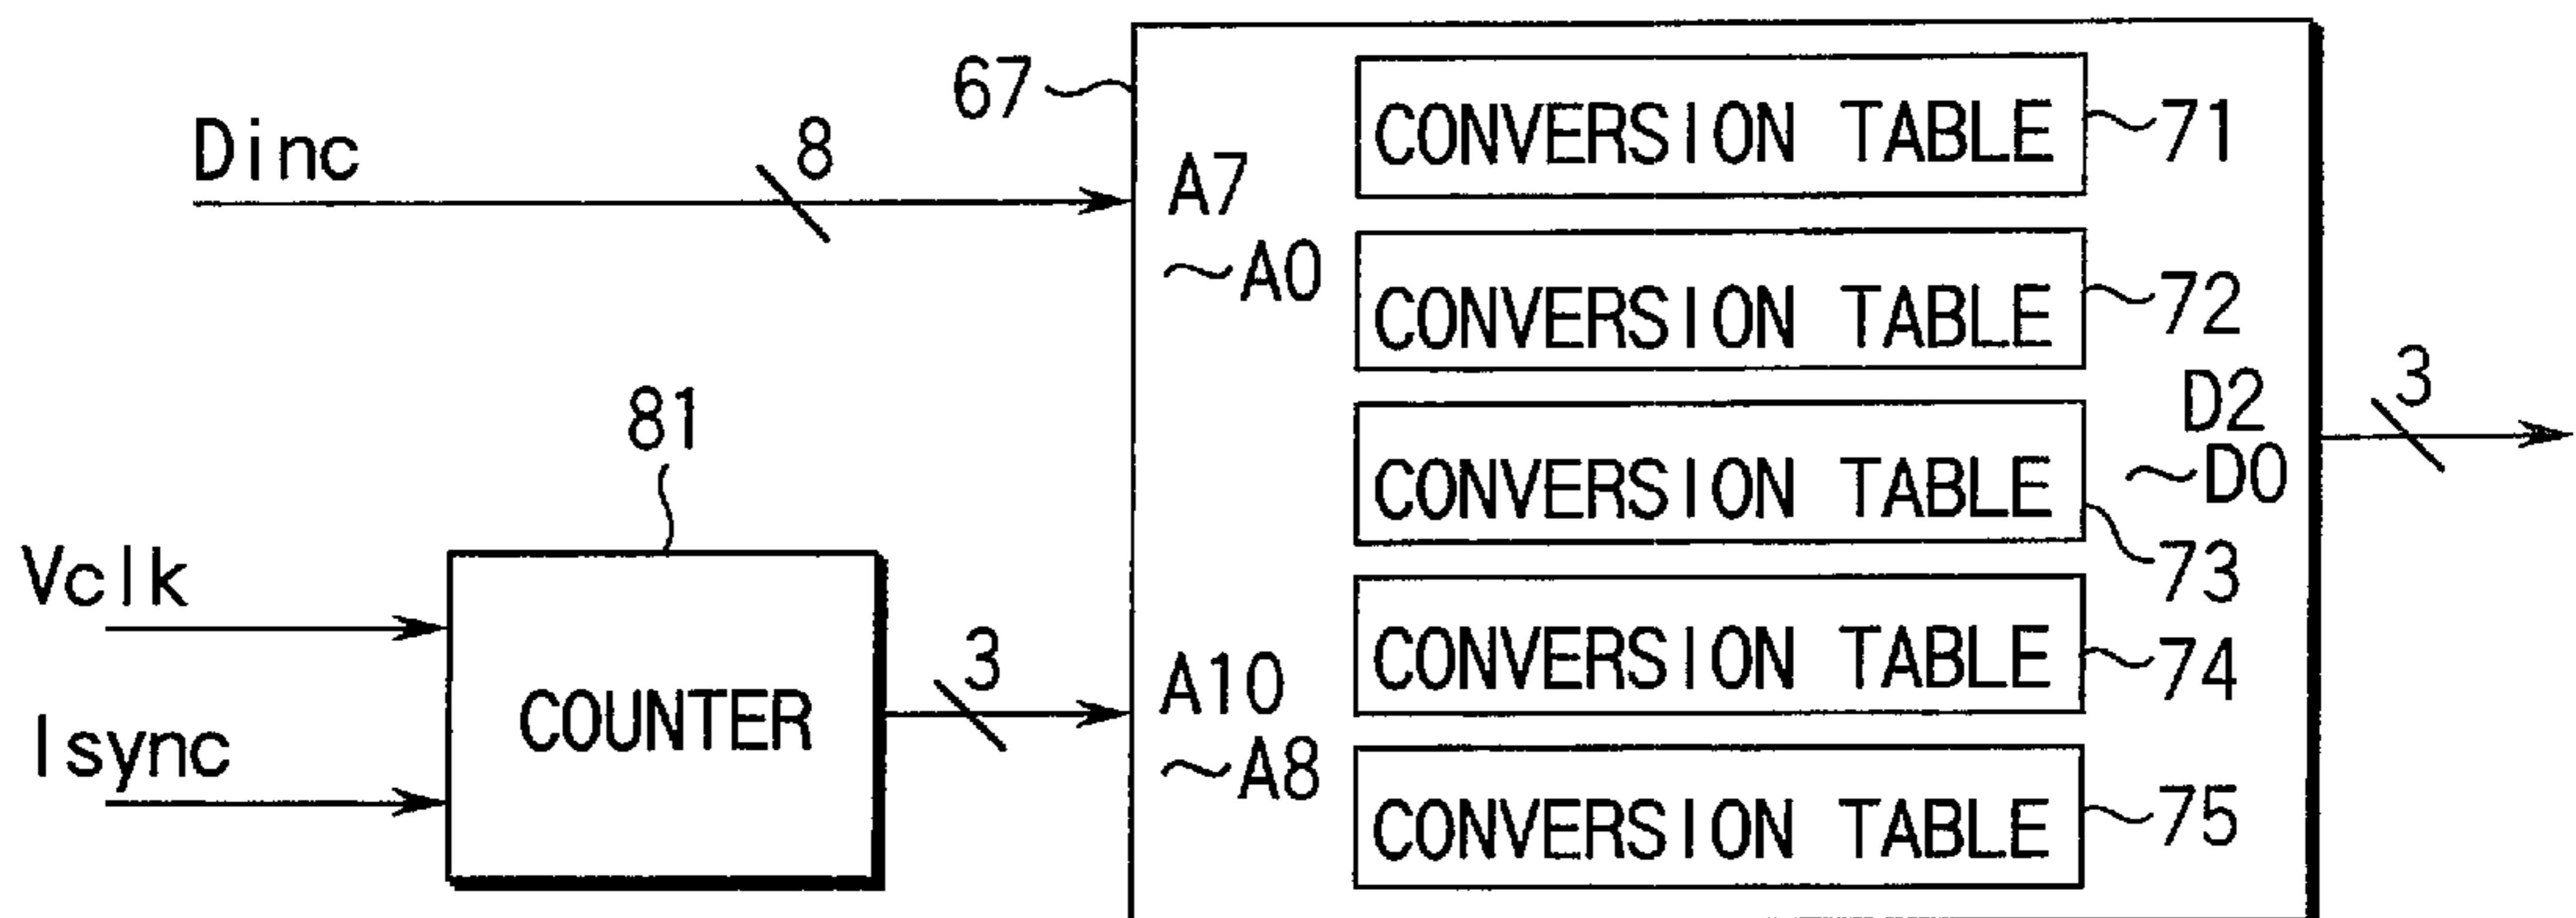 67
CONVERSION TABLE
71
Dinc
8
A7
~A0
CONVERSION TABLE
72
D2
~D0
3
CONVERSION TABLE
73
81
Vclk
Isync
COUNTER
3
A10
~A8
CONVERSION TABLE
74
CONVERSION TABLE
75